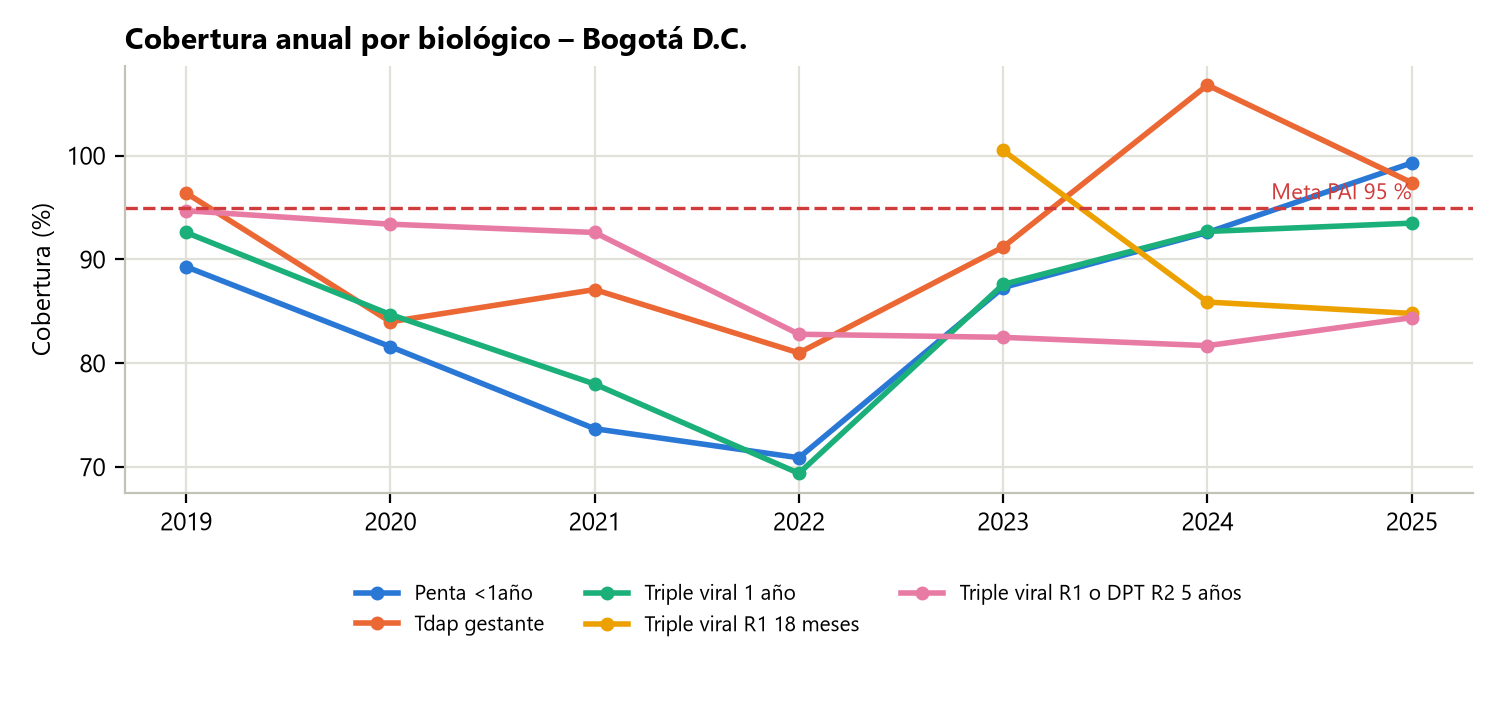 Cobertura anual por biológico – Bogotá D.C.
Cobertura (%)
100
90
80
70
Meta PAI 95 %
2019 2020 2021 2022 2023 2024 2025
Penta <1año Triple viral 1 año Triple viral R1 o DPT R2 5 años
Tdap gestante Triple viral R1 18 meses